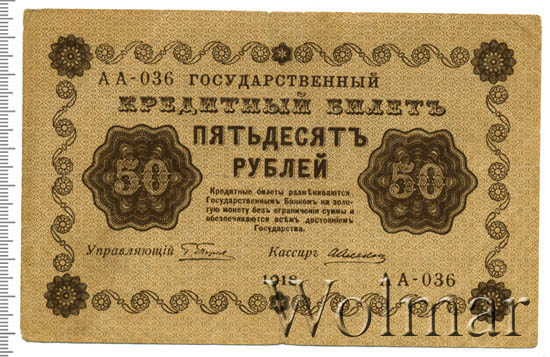 АА-036 ГОСУДАРСТВЕННЫЙ
КРЕДИТНЫЙ БИЛЕТЪ
ПЯТЬДЕСЯТЪ
РУБЛЕЙ
50
50
Кредитные билеты размѣниваются
Государственнымъ Банкомъ на золо-
тую монету безъ ограниченія суммы и
обезпечиваются всѣмъ достояніемъ
Государства.
Управляющій
Кассиръ
1918
АА-036
Wolmar